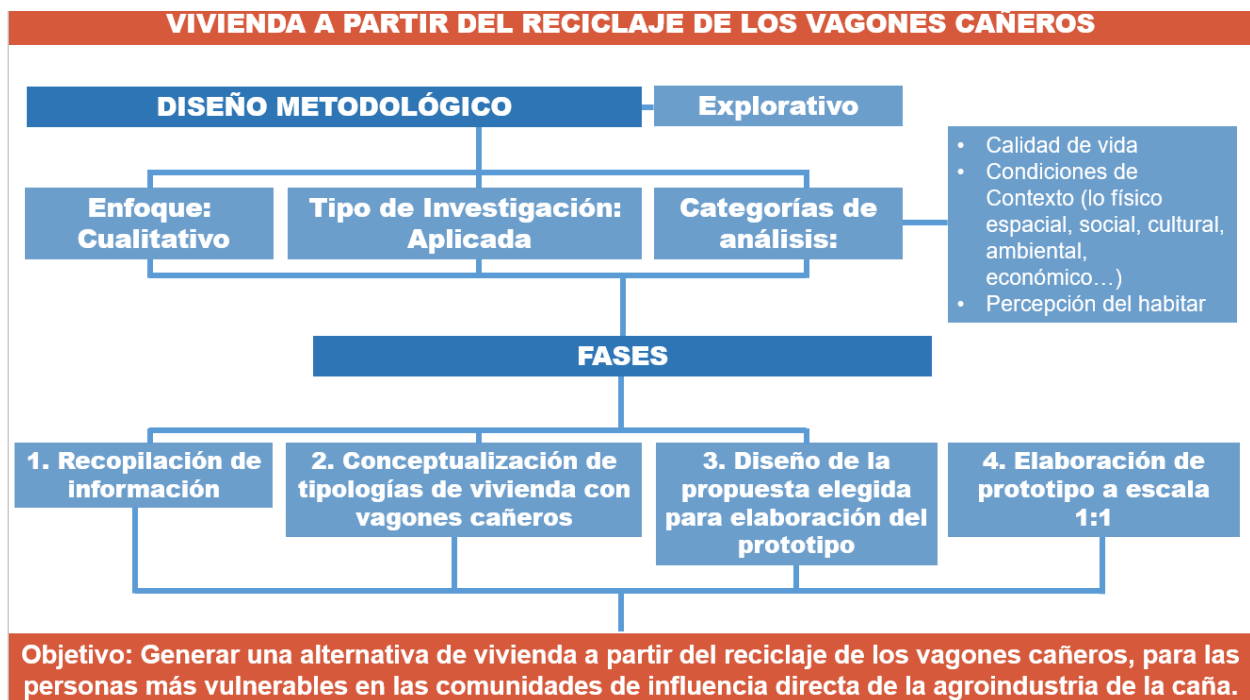 VIVIENDA A PARTIR DEL RECICLAJE DE LOS VAGONES CAÑEROS
DISEÑO METODOLÓGICO
Explorativo
• Calidad de vida
• Condiciones de
Contexto (lo físico
espacial, social, cultural,
ambiental,
económico...)
• Percepción del habitar
Enfoque:
Cualitativo
Tipo de Investigación:
Aplicada
Categorías de
análisis:
FASES
1. Recopilación de
información
2. Conceptualización de
tipologías de vivienda con
vagones cañeros
3. Diseño de la
propuesta elegida
para elaboración del
prototipo
4. Elaboración de
prototipo a escala
1:1
Objetivo: Generar una alternativa de vivienda a partir del reciclaje de los vagones cañeros, para las
personas más vulnerables en las comunidades de influencia directa de la agroindustria de la caña.